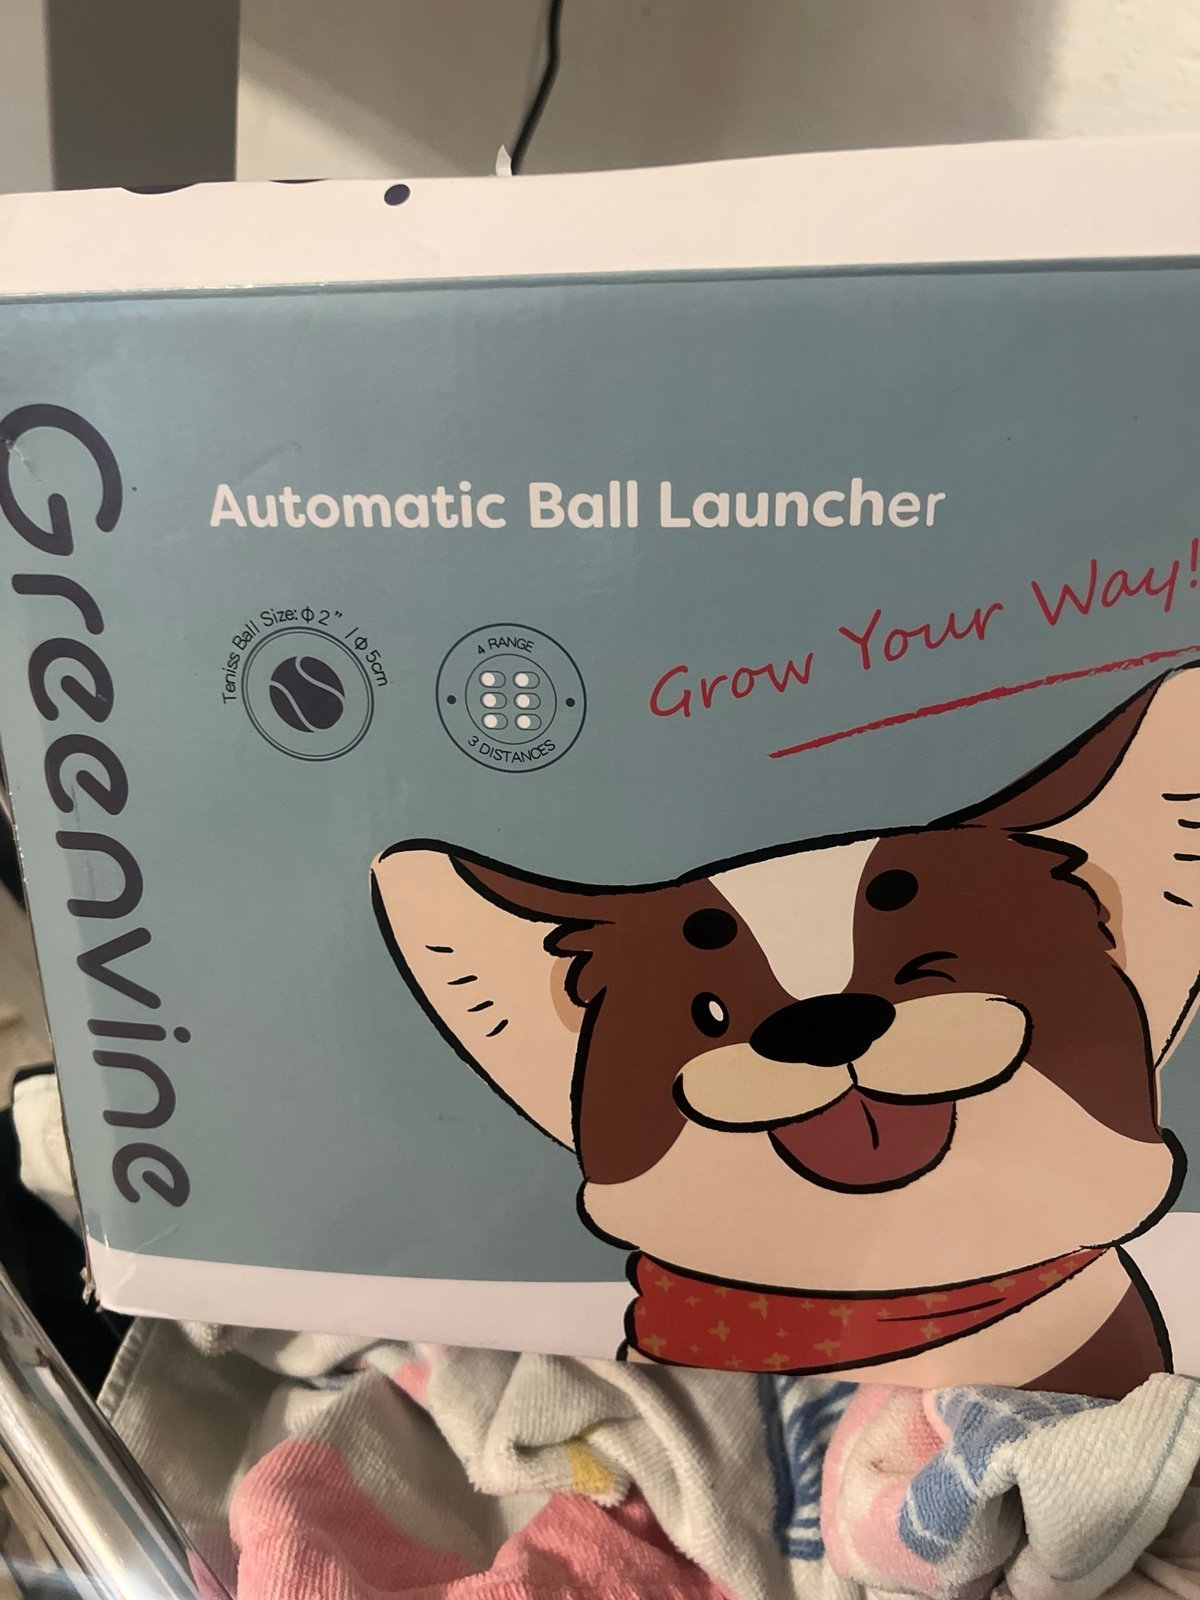 Greenvine
Automatic Ball Launcher
Teniss Ball Size: Φ 2” / Φ 5cm
4 RANGE
3 DISTANCES
Grow Your Way!